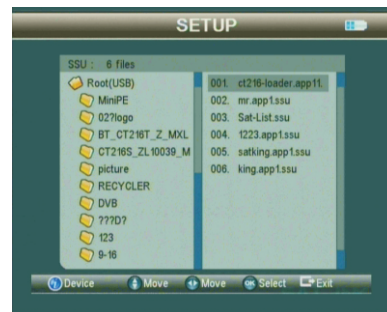 SETUP
SSU : 6 files
Root(USB)
MiniPE
02?logo
BT_CT216T_Z_MXL
CT216S_ZL10039_M
picture
RECYCLER
DVB
???D?
123
9-16
001. ct216-loader.app11.
002. mr.app1.ssu
003. Sat-List.ssu
004. 1223.app1.ssu
005. satking.app1.ssu
006. king.app1.ssu
Device Move Move OK Select Exit